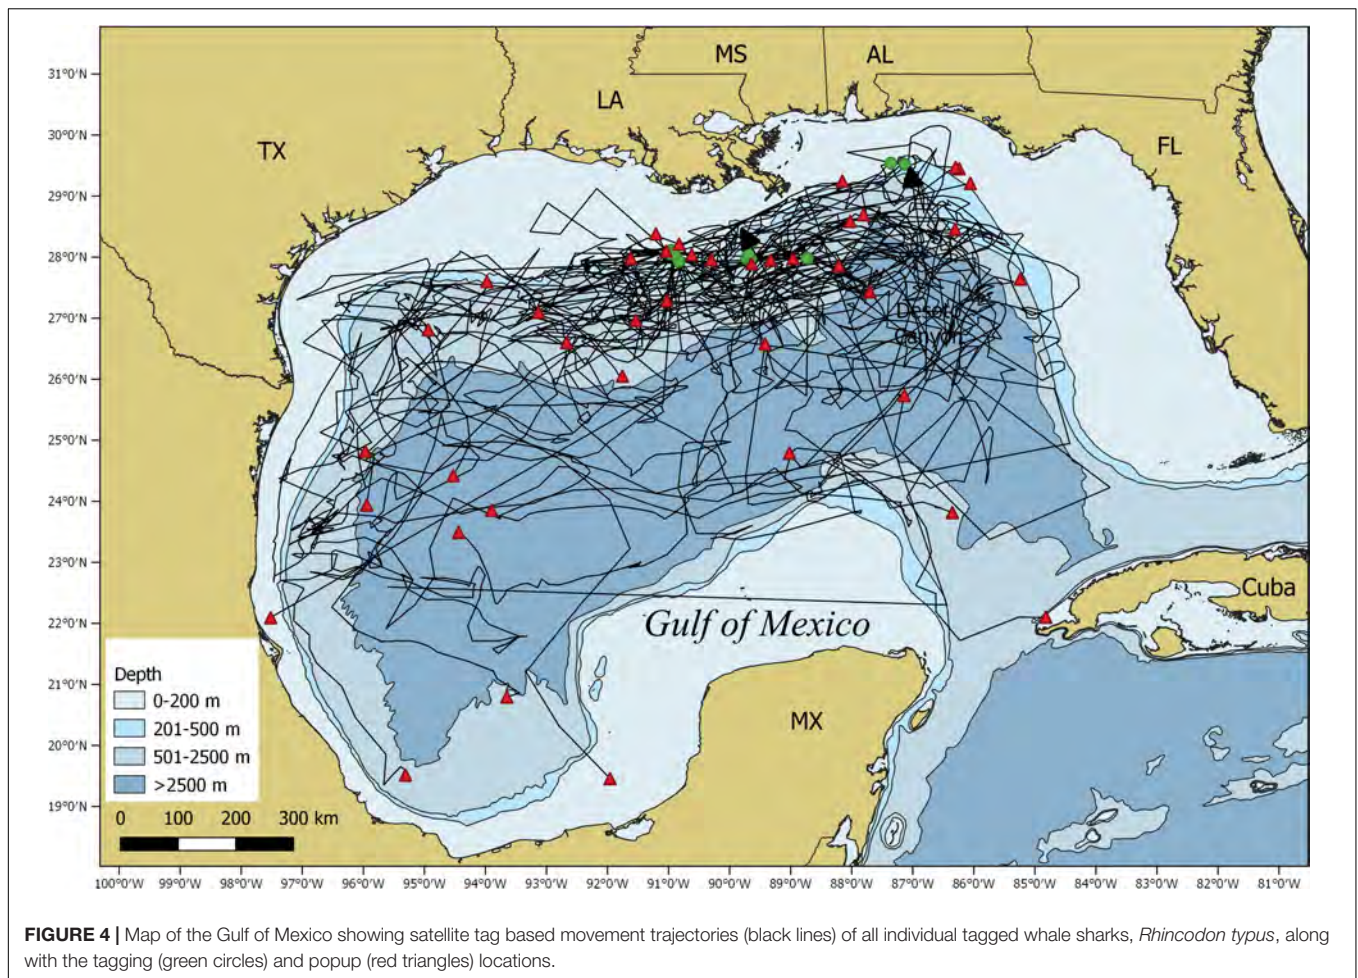 31°0'N
30°0'N
29°0'N
28°0'N
27°0'N
26°0'N
25°0'N
24°0'N
23°0'N
22°0'N
21°0'N
20°0'N
19°0'N
MS
AL
LA
TX
FL
Desoto
Canyon
Cuba
Gulf of Mexico
MX
Depth
0-200 m
201-500 m
501-2500 m
>2500 m
0 100 200 300 km
100°0'W 99°0'W 98°0'W 97°0'W 96°0'W 95°0'W 94°0'W 93°0'W 92°0'W 91°0'W 90°0'W 89°0'W 88°0'W 87°0'W 86°0'W 85°0'W 84°0'W 83°0'W 82°0'W 81°0'W
FIGURE 4 | Map of the Gulf of Mexico showing satellite tag based movement trajectories (black lines) of all individual tagged whale sharks, Rhincodon typus, along
with the tagging (green circles) and popup (red triangles) locations.